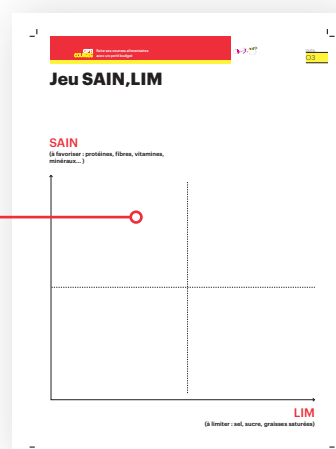 Faire ses courses alimentaires
avec un petit budget
03
Jeu SAIN,LIM
SAIN
(à favoriser : protéines, fibres, vitamines,
minéraux... )
LIM
(à limiter : sel, sucre, graisses saturées)